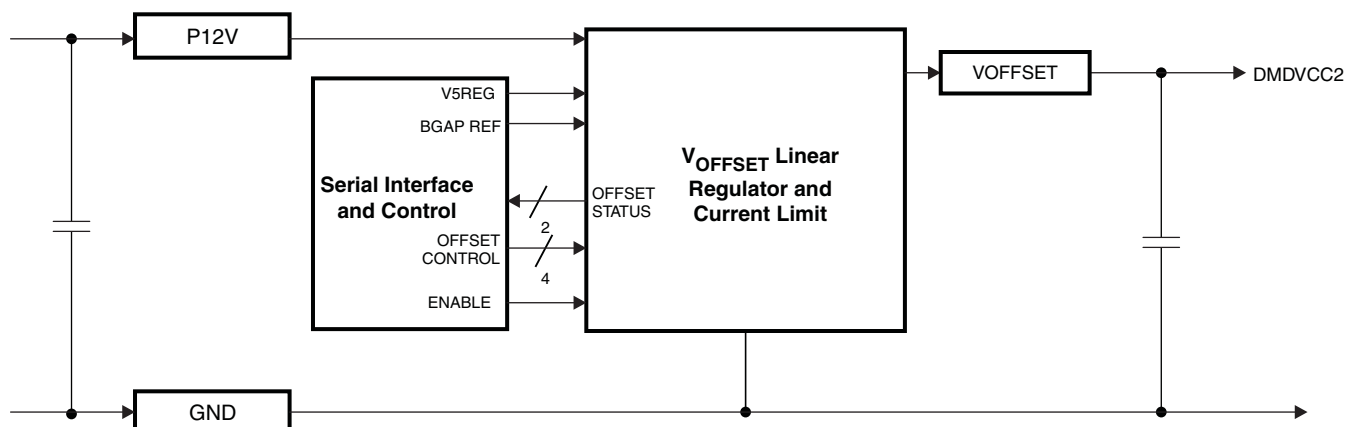 P12V
V5REG
BGAP REF
Serial Interface
and Control
OFFSET
CONTROL
ENABLE
2
4
OFFSET
STATUS
VOFFSET Linear
Regulator and
Current Limit
VOFFSET
DMDVCC2
GND